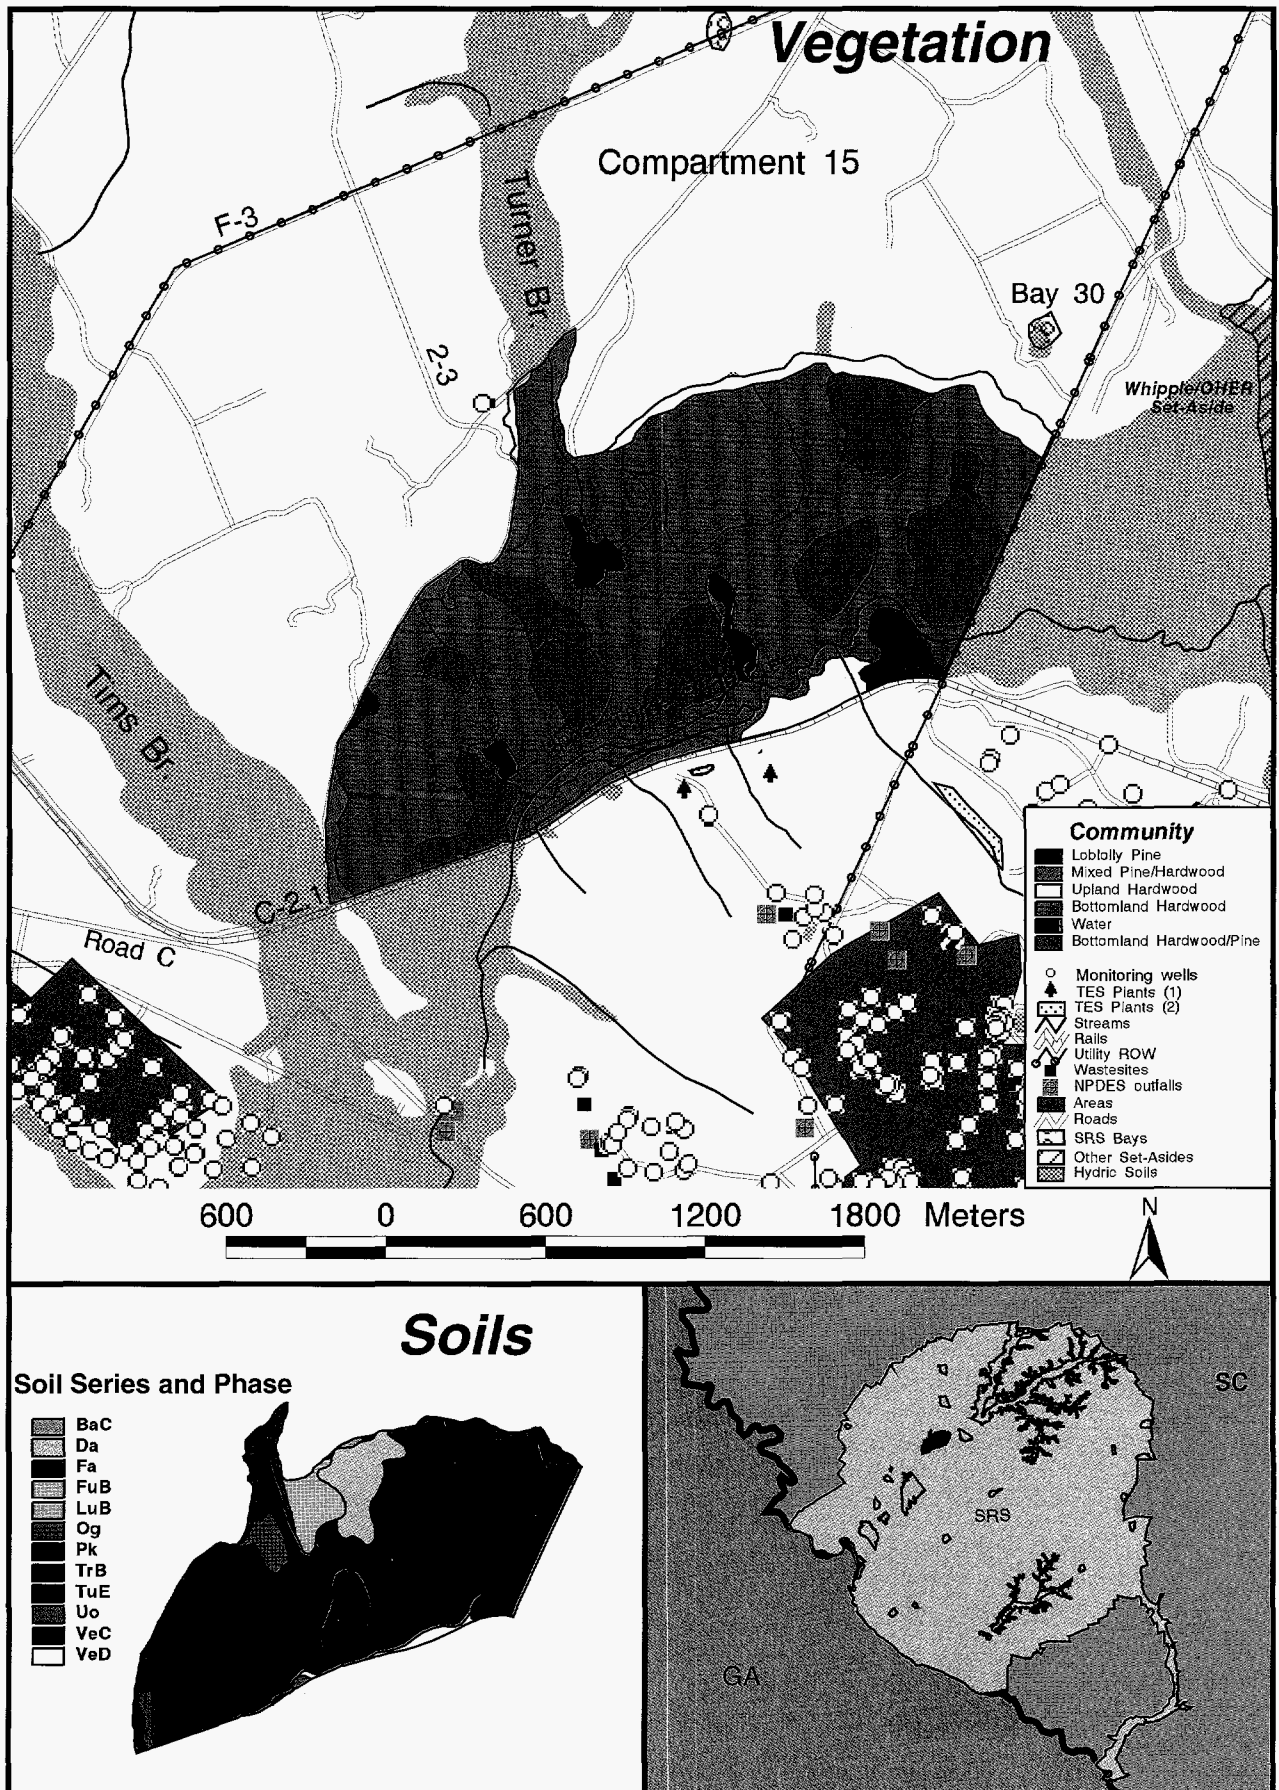 Vegetation
Compartment 15
F-3
Turner Br.
Bay 30
2-3
Whipple/OHER
Set-Aside
Tims Br.
C-2.1
Road C
Community
Loblolly Pine
Mixed Pine/Hardwood
Upland Hardwood
Bottomland Hardwood
Water
Bottomland Hardwood/Pine
Monitoring wells
TES Plants (1)
TES Plants (2)
Streams
Rails
Utility ROW
Wastesites
NPDES outfalls
Areas
Roads
SRS Bays
Other Set-Asides
Hydric Soils
600 0 600 1200 1800 Meters
N
Soils
Soil Series and Phase
BaC
Da
Fa
FuB
LuB
Og
Pk
TrB
TuE
Uo
VeC
VeD
SC
SRS
GA